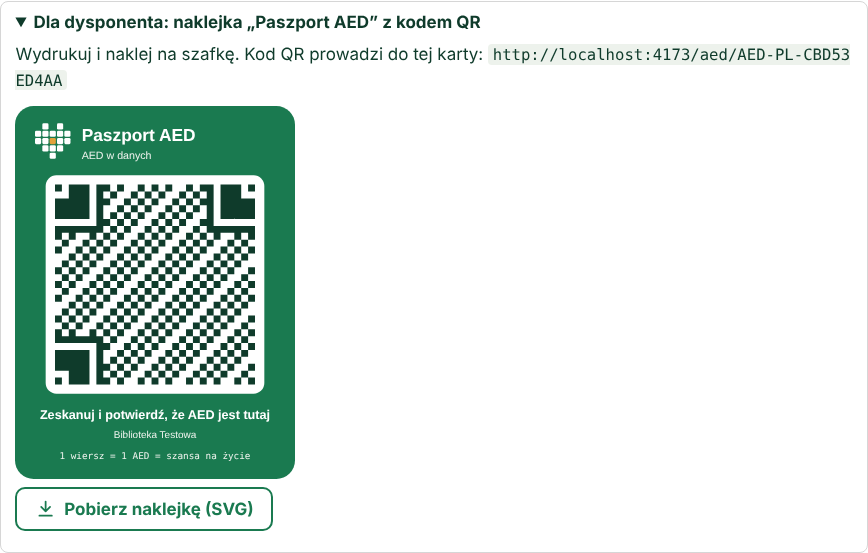 ▼ Dla dysponenta: naklejka „Paszport AED” z kodem QR
Wydrukuj i naklej na szafkę. Kod QR prowadzi do tej karty: http://localhost:4173/aed/AED-PL-CBD53
ED4AA
Paszport AED
AED w danych
Zeskanuj i potwierdź, że AED jest tutaj
Biblioteka Testowa
1 wiersz = 1 AED = szansa na życie
Pobierz naklejkę (SVG)